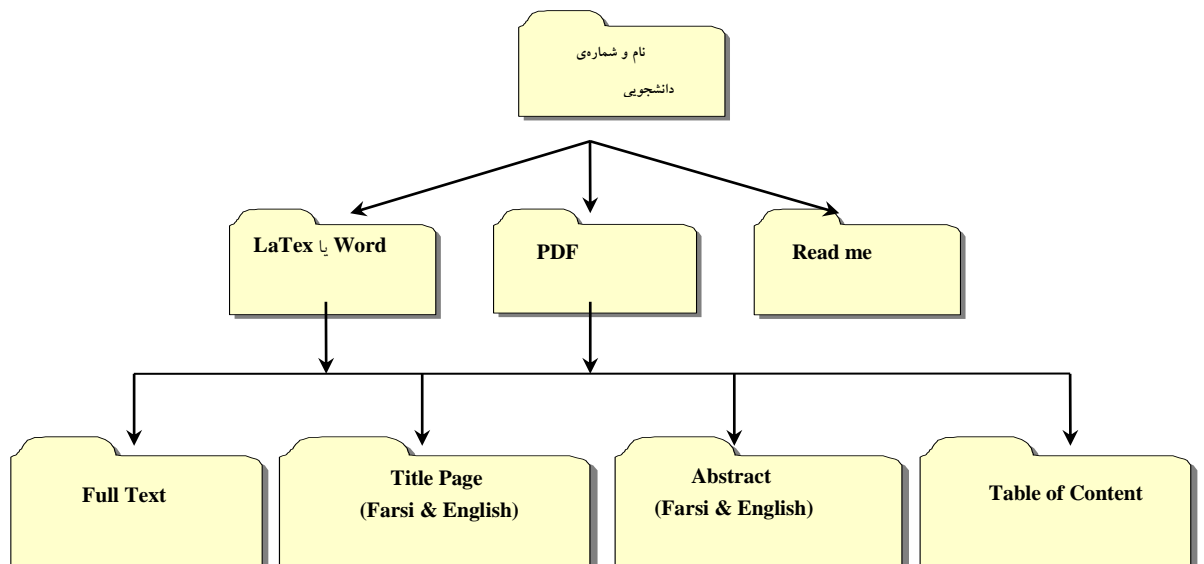 نام و شماره‌ی
دانشجویی
LaTex یا Word
PDF
Read me
Full Text
Title Page
(Farsi & English)
Abstract
(Farsi & English)
Table of Content